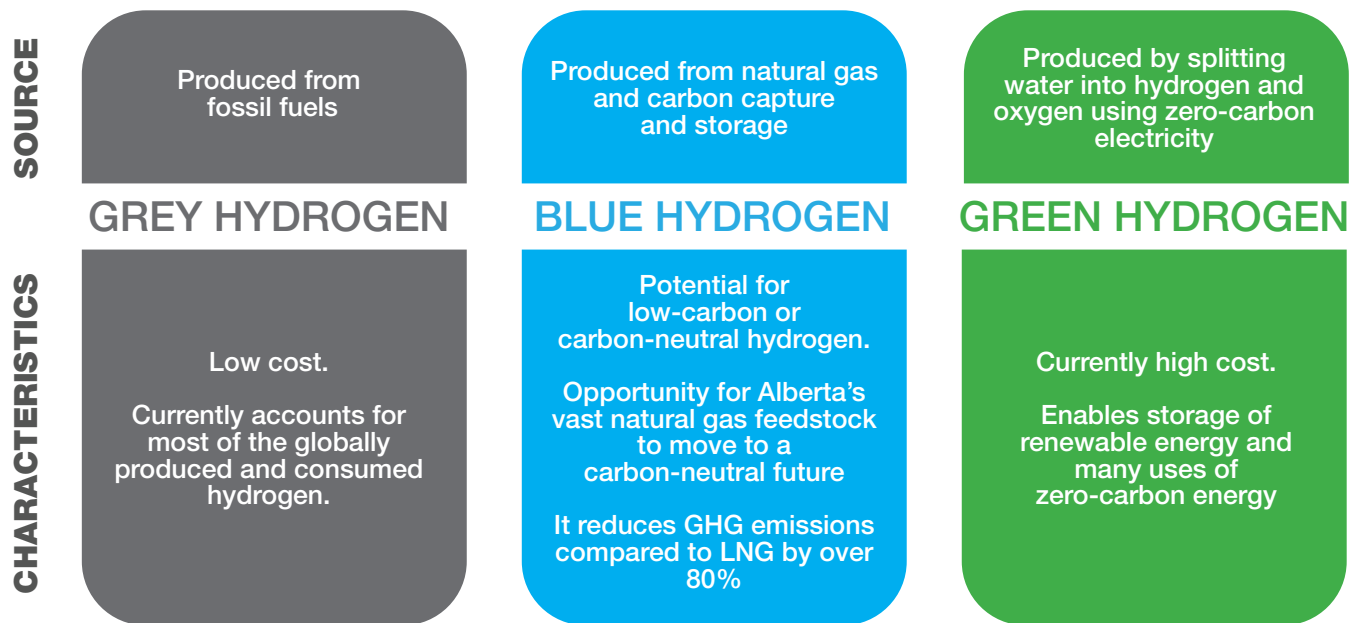 SOURCE
Produced from
fossil fuels
Produced from natural gas
and carbon capture
and storage
Produced by splitting
water into hydrogen and
oxygen using zero-carbon
electricity
GREY HYDROGEN
BLUE HYDROGEN
GREEN HYDROGEN
CHARACTERISTICS
Low cost.
Currently accounts for
most of the globally
produced and consumed
hydrogen.
Potential for
low-carbon or
carbon-neutral hydrogen.
Opportunity for Alberta's
vast natural gas feedstock
to move to a
carbon-neutral future
It reduces GHG emissions
compared to LNG by over
80%
Currently high cost.
Enables storage of
renewable energy and
many uses of
zero-carbon energy